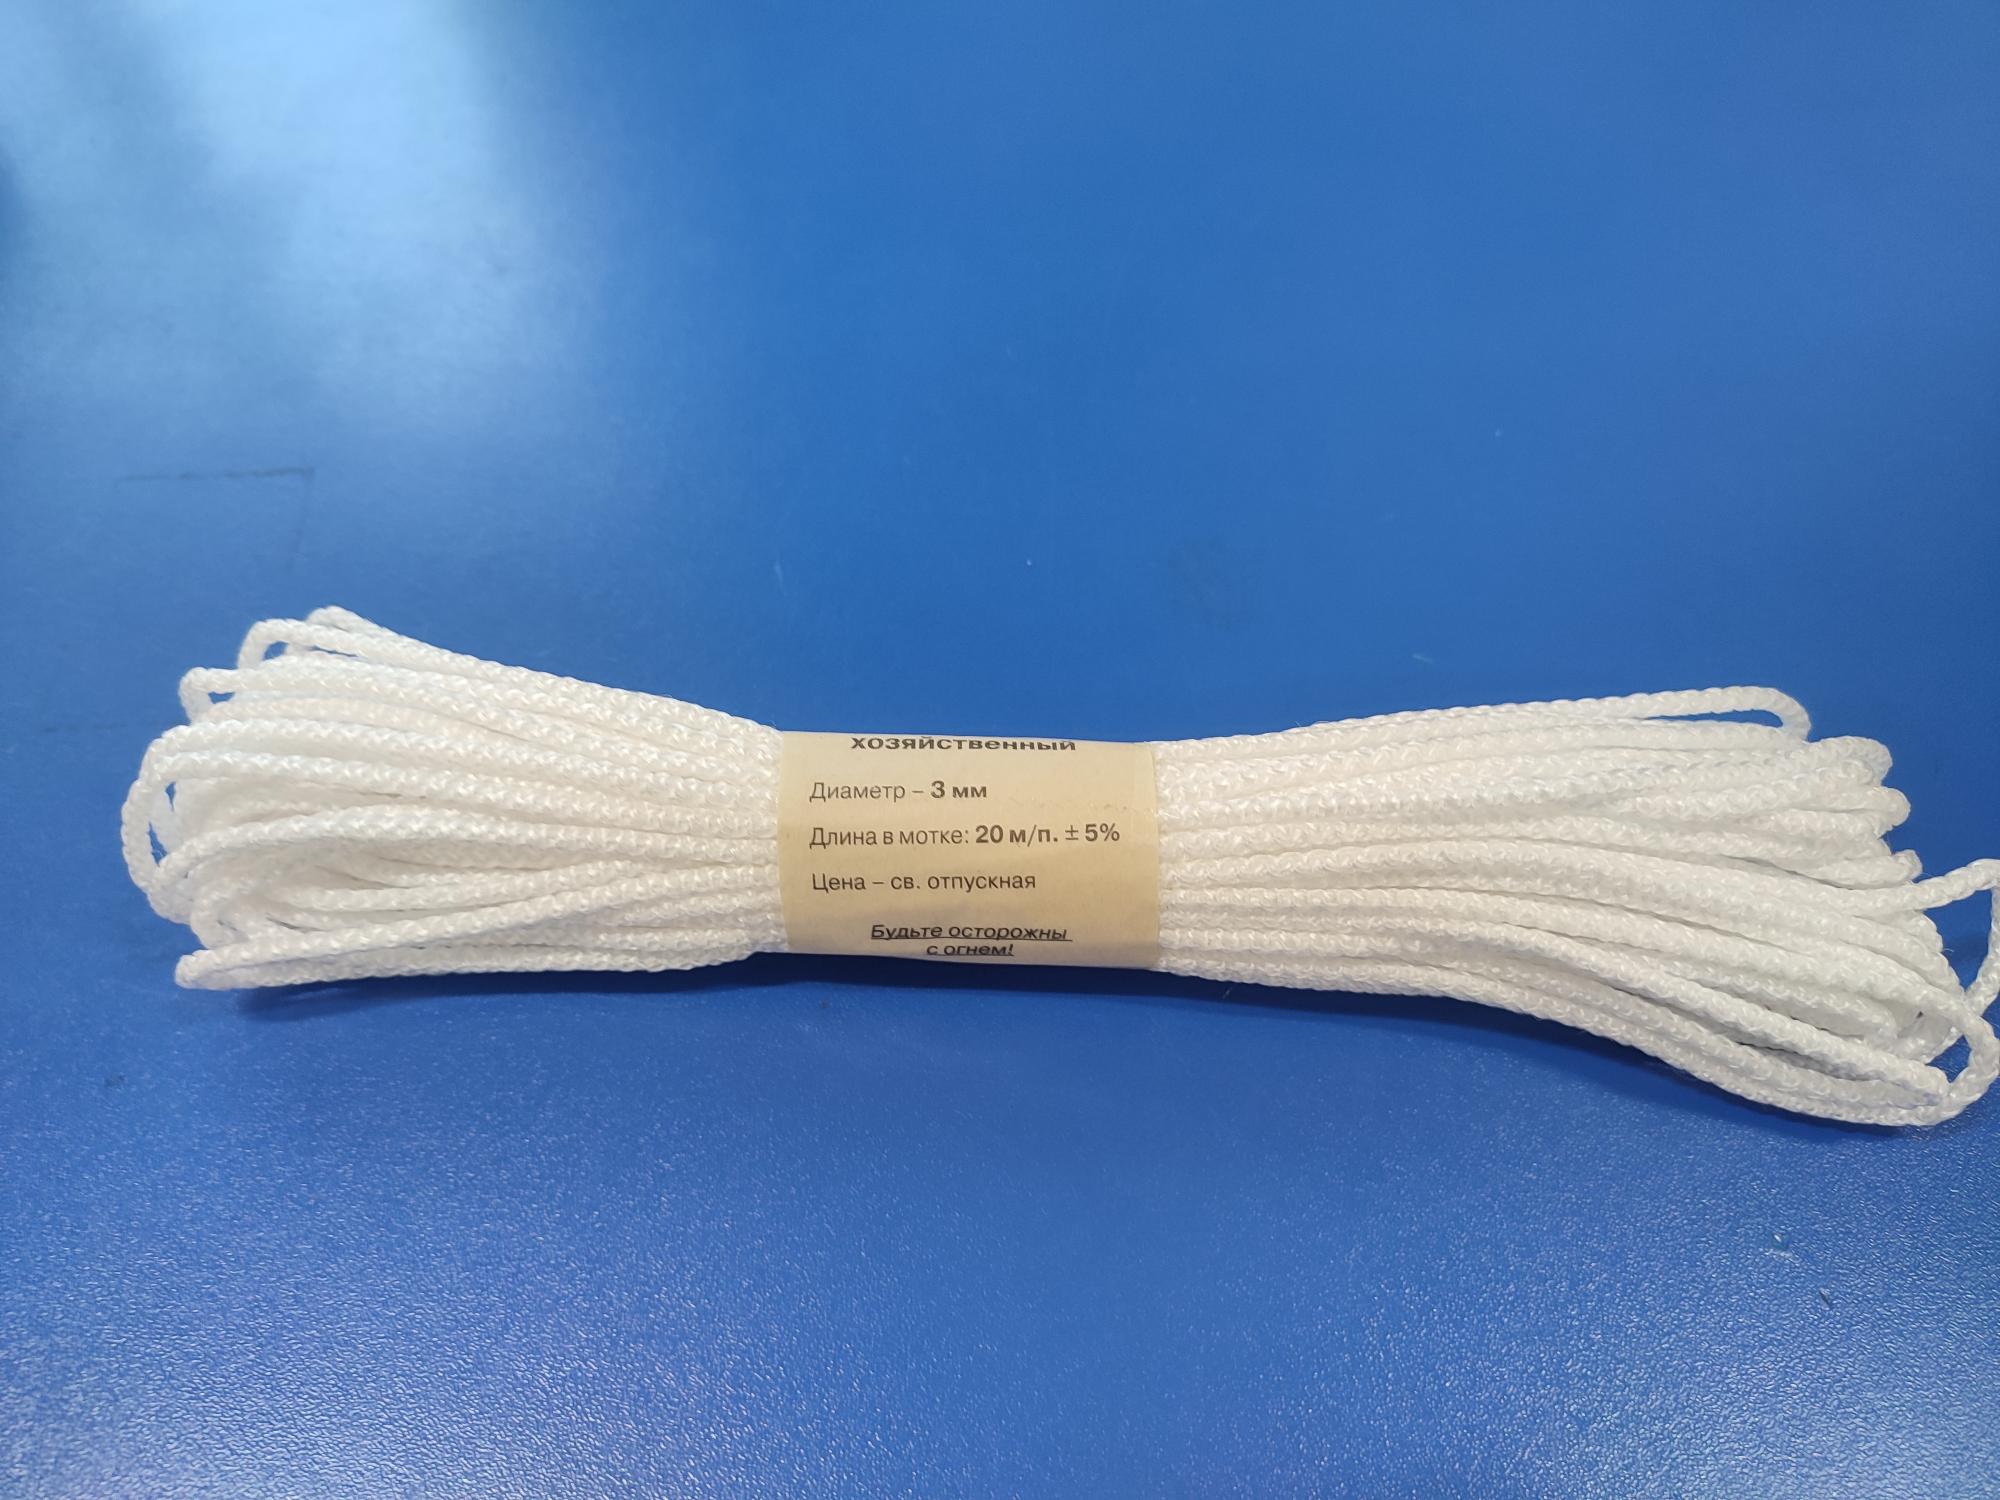 хозяйственный
Диаметр – 3 мм
Длина в мотке: 20 м/п. ± 5%
Цена – св. отпускная
Будьте осторожны
с огнем!